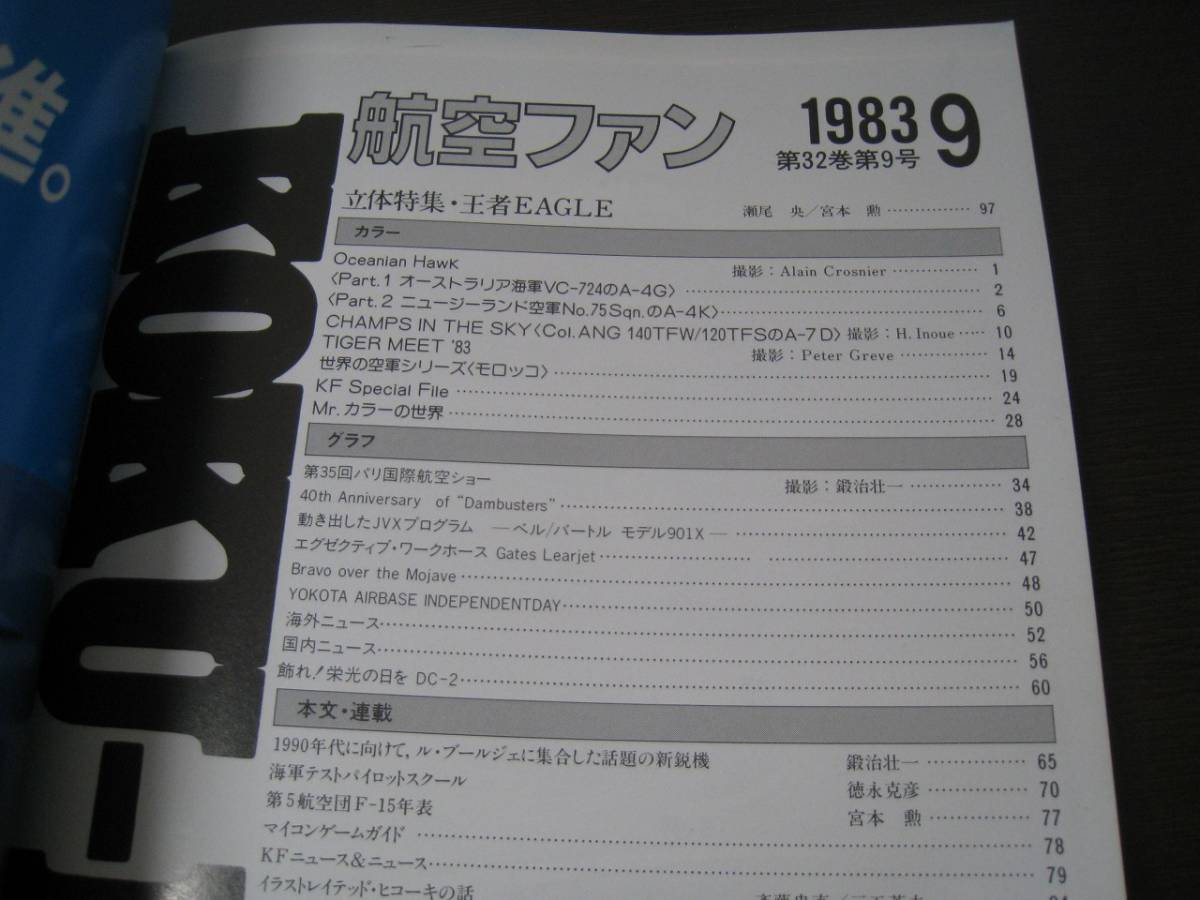 進。
KOKU-
航空ファン 1983 9
第32巻第9号
立体特集・王者EAGLE 瀬尾 央／宮本 勲 …… 97
カラー
Oceanian Hawk 撮影：Alain Crosnier …… 1
〈Part.1 オーストラリア海軍VC-724のA-4G〉 …… 2
〈Part.2 ニュージーランド空軍No.75Sqn.のA-4K〉 …… 6
CHAMPS IN THE SKY〈Col.ANG 140TFW/120TFSのA-7D〉 撮影：H. Inoue …… 10
TIGER MEET '83 撮影：Peter Greve …… 14
世界の空軍シリーズ〈モロッコ〉 …… 19
KF Special File …… 24
Mr.カラーの世界 …… 28
グラフ
第35回パリ国際航空ショー 撮影：鍛治壮一 …… 34
40th Anniversary of “Dambusters” …… 38
動き出したJVXプログラム ―ベル/バートル モデル901X― …… 42
エグゼクティブ・ワークホース Gates Learjet …… 47
Bravo over the Mojave …… 48
YOKOTA AIRBASE INDEPENDENTDAY …… 50
海外ニュース …… 52
国内ニュース …… 56
飾れ！栄光の日を DC-2 …… 60
本文・連載
1990年代に向けて，ル・ブールジェに集合した話題の新鋭機 鍛治壮一 …… 65
海軍テストパイロットスクール 徳永克彦 …… 70
第5航空団F-15年表 宮本 勲 …… 77
マイコンゲームガイド …… 78
KFニュース＆ニュース …… 79
イラストレイテッド・ヒコーキの話